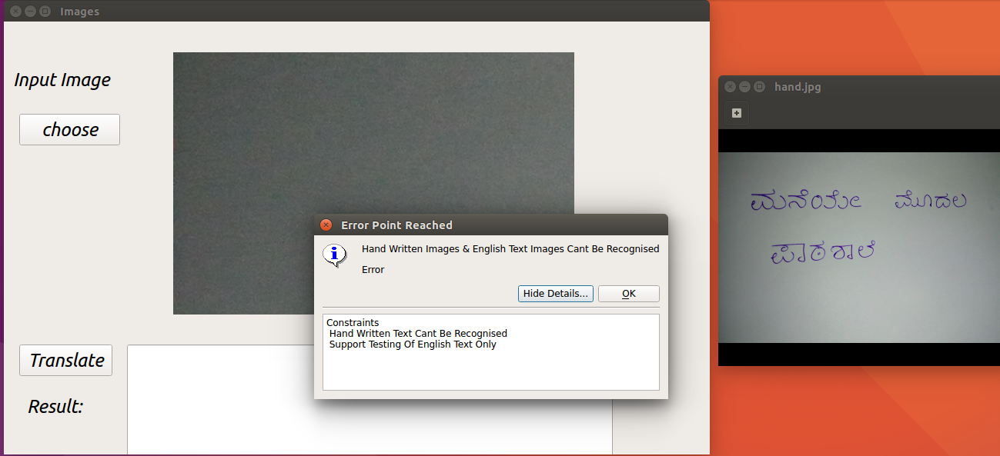 Images
Input Image
choose
Translate
Result:
Error Point Reached
Hand Written Images & English Text Images Cant Be Recognised
Error
Hide Details...
OK
Constraints
Hand Written Text Cant Be Recognised
Support Testing Of English Text Only
hand.jpg
ಮನೆಯೇ ಮೊದಲ
ಪಾಠಶಾಲೆ